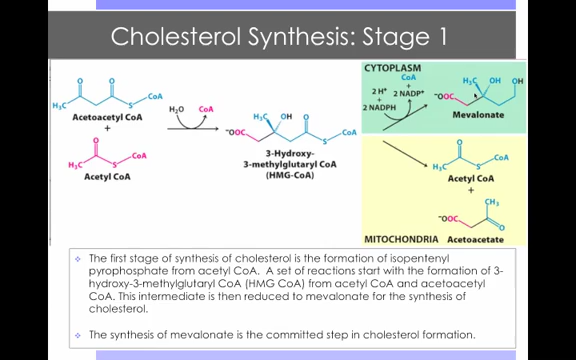 Cholesterol Synthesis: Stage 1
O O
H₃C S CoA
Acetoacetyl CoA
+
O
H₃C S CoA
Acetyl CoA
H₂O CoA
H₃C OH O
⁻OOC S CoA
3-Hydroxy-
3-methylglutaryl CoA
(HMG-CoA)
CYTOPLASM
CoA
2 H⁺ +
+ 2 NADP⁺
2 NADPH
H₃C OH OH
⁻OOC
Mevalonate
O
H₃C S CoA
Acetyl CoA
+
CH₃
⁻OOC O
MITOCHONDRIA Acetoacetate
The first stage of synthesis of cholesterol is the formation of isopentenyl
pyrophosphate from acetyl CoA. A set of reactions start with the formation of 3-
hydroxy-3-methylglutaryl CoA (HMG CoA) from acetyl CoA and acetoacetyl
CoA. This intermediate is then reduced to mevalonate for the synthesis of
cholesterol.
The synthesis of mevalonate is the committed step in cholesterol formation.